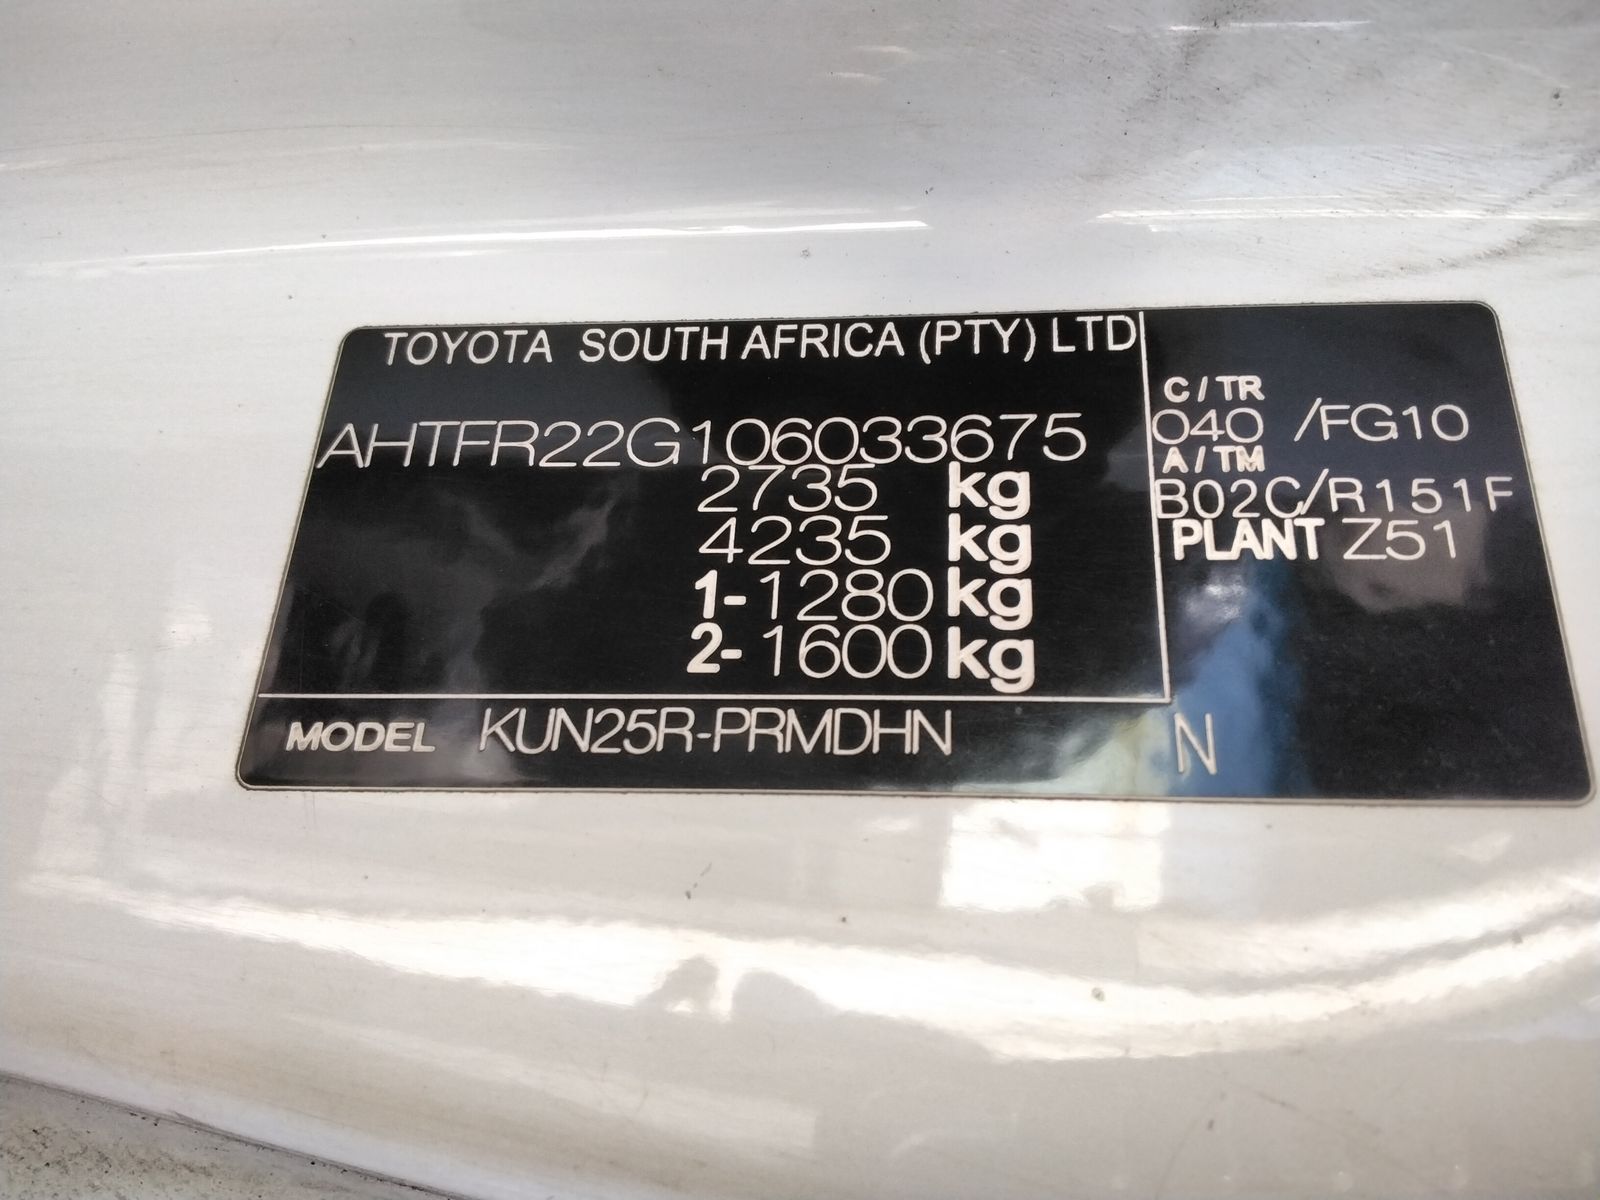 TOYOTA SOUTH AFRICA (PTY) LTD
AHTFR22G106033675
2735 kg
4235 kg
1-1280 kg
2-1600 kg
C/TR
040 /FG10
A/TM
B02C/R151F
PLANT Z51
MODEL KUN25R-PRMDHN
N